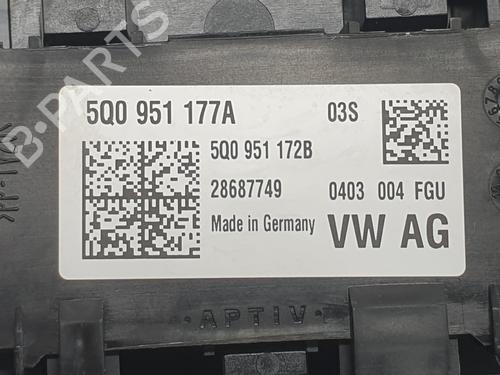 B-PARTS
5Q0 951 177A 03S
5Q0 951 172B
28687749 0403 004 FGU
Made in Germany VW AG
APTIV